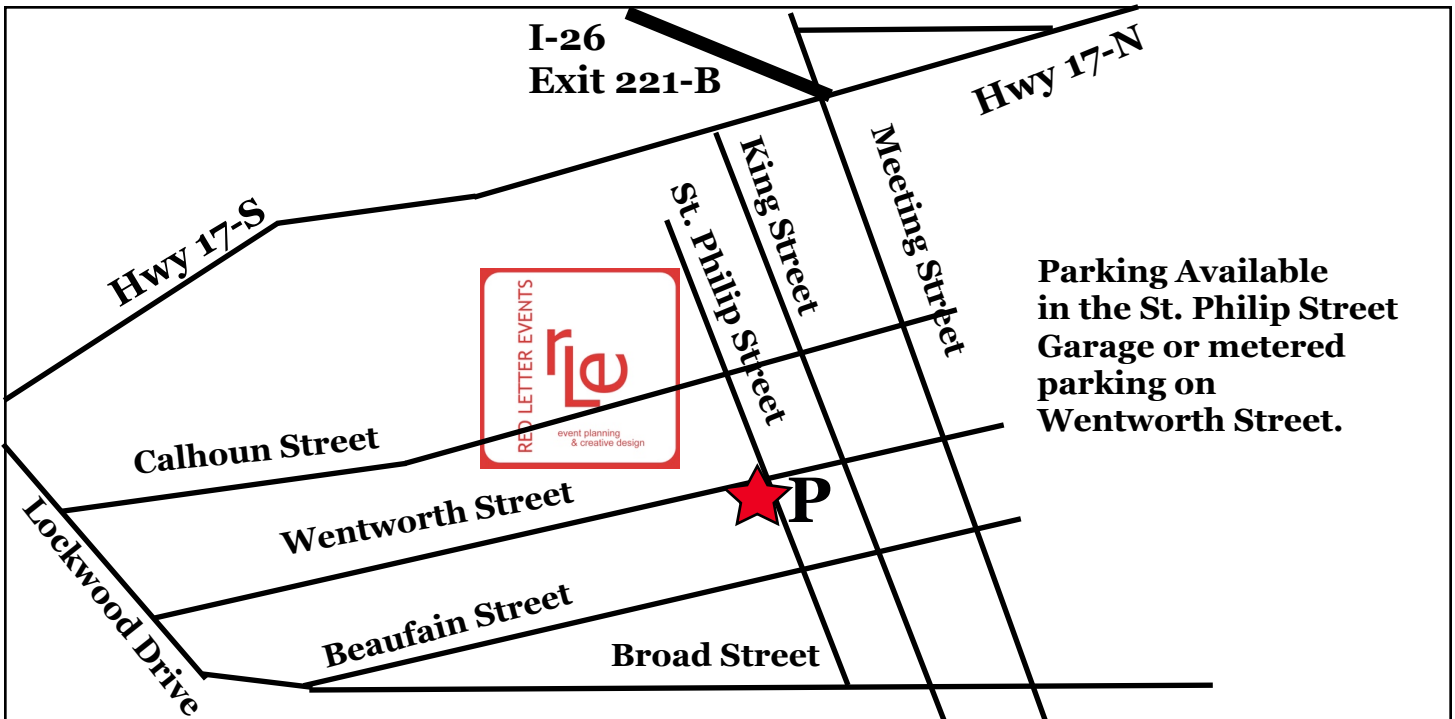 I-26
Exit 221-B
Hwy 17-N
Hwy 17-S
King Street
Meeting Street
St. Philip Street
RED LETTER EVENTS
rLe
event planning
& creative design
Parking Available
in the St. Philip Street
Garage or metered
parking on
Wentworth Street.
Calhoun Street
Wentworth Street
P
Lockwood Drive
Beaufain Street
Broad Street